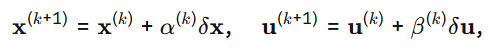 𝐱^{(k+1)} = 𝐱^{(k)} + α^{(k)}δ𝐱, 𝐮^{(k+1)} = 𝐮^{(k)} + β^{(k)}δ𝐮,